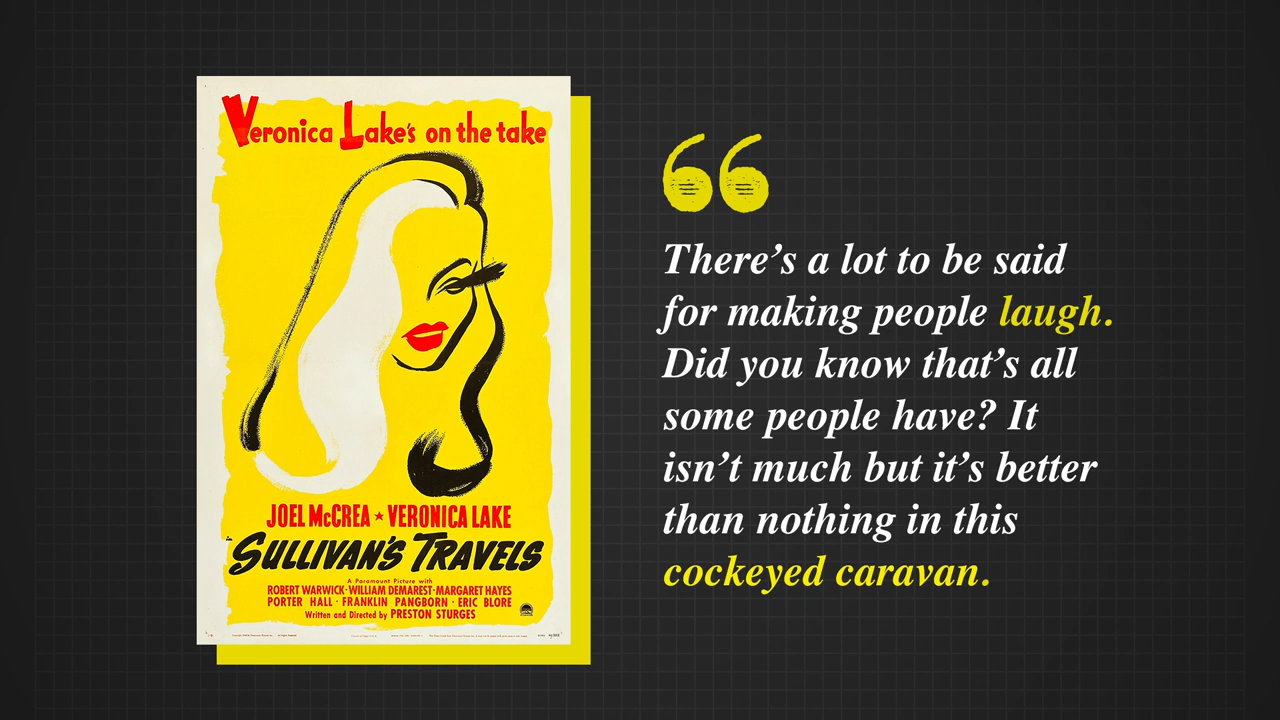 Veronica Lake's on the take
JOEL McCREA ★ VERONICA LAKE
in
SULLIVAN'S TRAVELS
A Paramount Picture with
ROBERT WARWICK · WILLIAM DEMAREST · MARGARET HAYES
PORTER HALL · FRANKLIN PANGBORN · ERIC BLORE
Written and Directed by PRESTON STURGES
There’s a lot to be said
for making people laugh.
Did you know that’s all
some people have? It
isn’t much but it’s better
than nothing in this
cockeyed caravan.